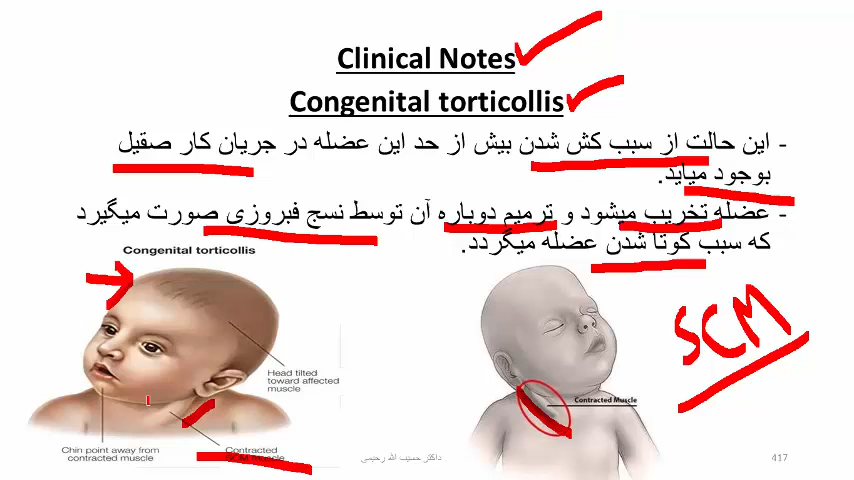 Clinical Notes
Congenital torticollis
- این حالت از سبب کش شدن بیش از حد این عضله در جریان کار صقیل
بوجود میاید.
- عضله تخریب میشود و ترمیم دوباره آن توسط نسج فبروزی صورت میگیرد
که سبب کوتا شدن عضله میگردد.
Congenital torticollis
Head tilted
toward affected
muscle
Chin point away from
contracted muscle
Contracted
SCM muscle
Contracted Muscle
SCM
داکتر حسیب الله رحیمی
417